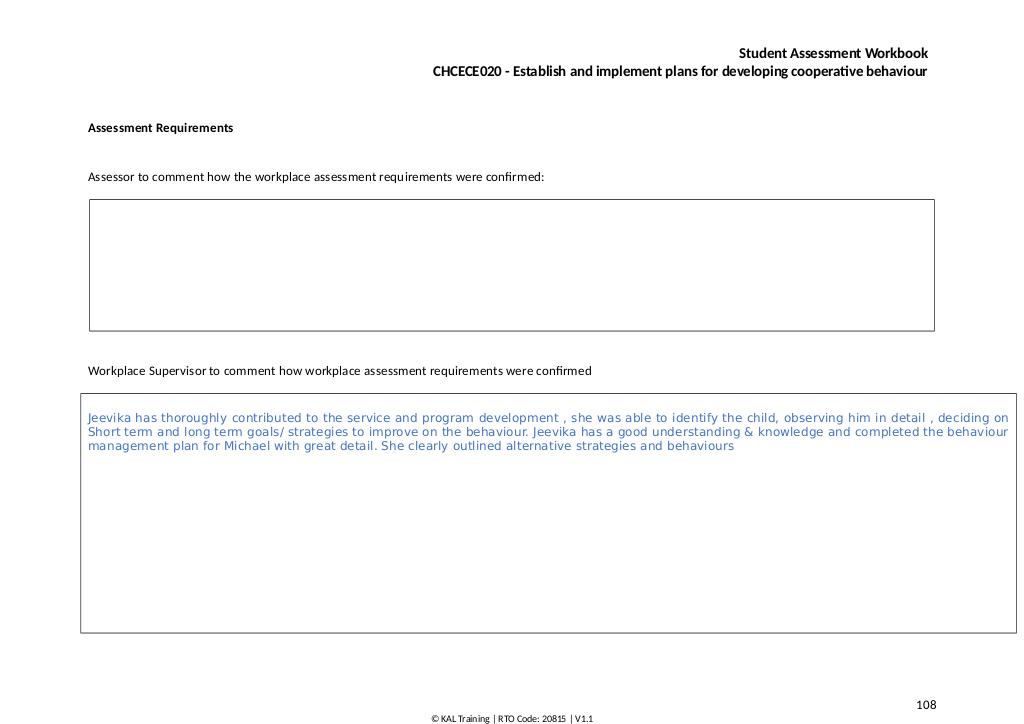 Student Assessment Workbook
CHCECE020 - Establish and implement plans for developing cooperative behaviour
Assessment Requirements
Assessor to comment how the workplace assessment requirements were confirmed:
Workplace Supervisor to comment how workplace assessment requirements were confirmed
Jeevika has thoroughly contributed to the service and program development , she was able to identify the child, observing him in detail , deciding on
Short term and long term goals/ strategies to improve on the behaviour. Jeevika has a good understanding & knowledge and completed the behaviour
management plan for Michael with great detail. She clearly outlined alternative strategies and behaviours
108
© KAL Training | RTO Code: 20815 | V1.1